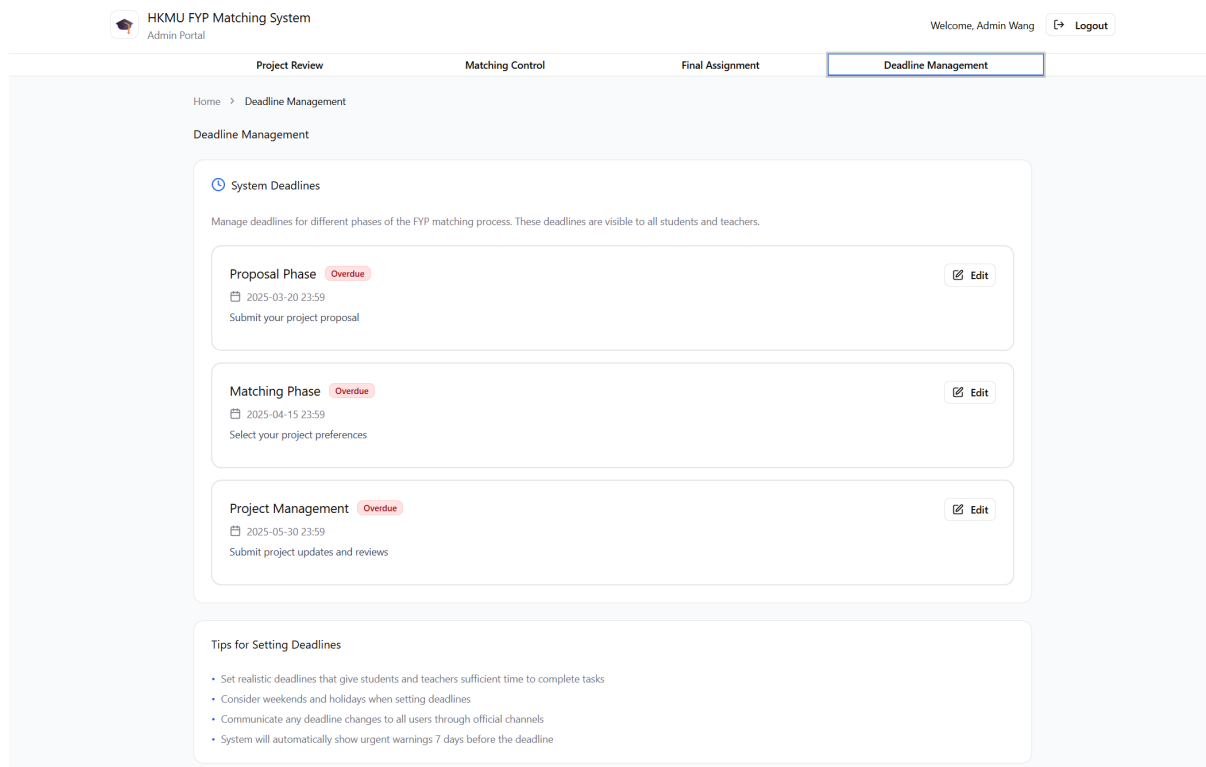 HKMU FYP Matching System
Admin Portal
Welcome, Admin Wang
Logout
Project Review
Matching Control
Final Assignment
Deadline Management
Home > Deadline Management
Deadline Management
System Deadlines
Manage deadlines for different phases of the FYP matching process. These deadlines are visible to all students and teachers.
Proposal Phase Overdue
Edit
2025-03-20 23:59
Submit your project proposal
Matching Phase Overdue
Edit
2025-04-15 23:59
Select your project preferences
Project Management Overdue
Edit
2025-05-30 23:59
Submit project updates and reviews
Tips for Setting Deadlines
• Set realistic deadlines that give students and teachers sufficient time to complete tasks
• Consider weekends and holidays when setting deadlines
• Communicate any deadline changes to all users through official channels
• System will automatically show urgent warnings 7 days before the deadline